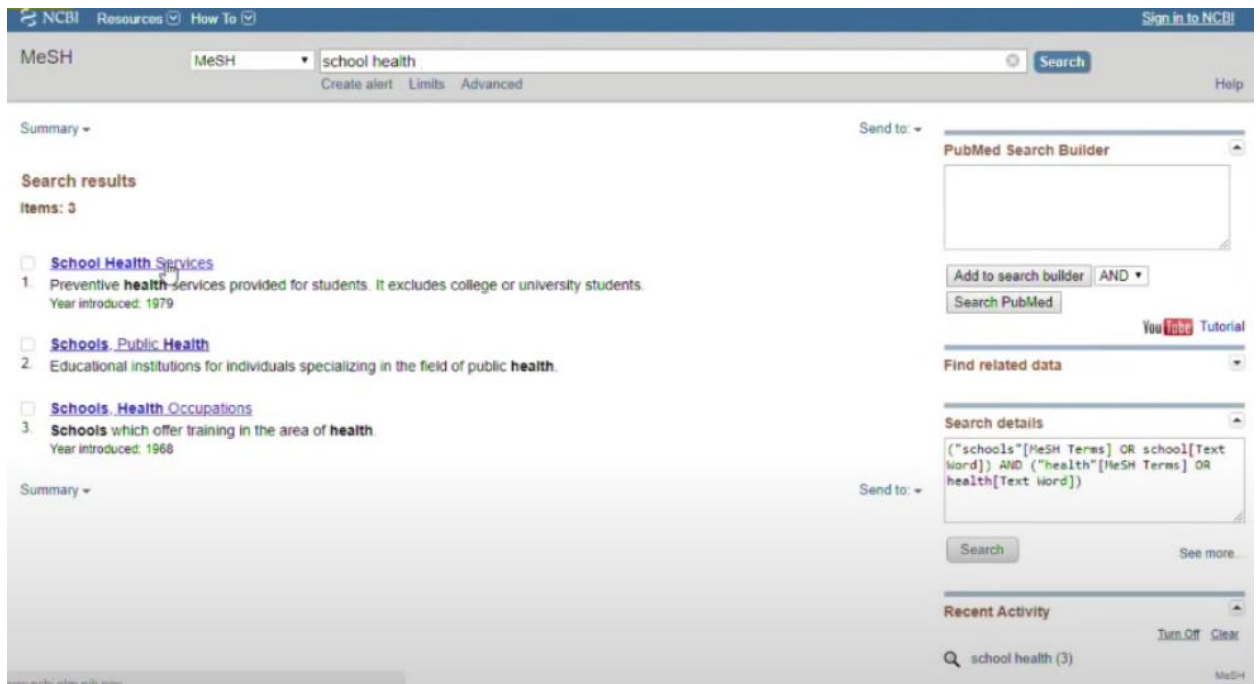 NCBI Resources How To Sign in to NCBI
MeSH MeSH school health Search
Create alert Limits Advanced Help
Summary Send to:
Search results
Items: 3
School Health Services
1. Preventive health services provided for students. It excludes college or university students.
Year introduced: 1979
Schools, Public Health
2. Educational institutions for individuals specializing in the field of public health.
Schools, Health Occupations
3. Schools which offer training in the area of health.
Year introduced: 1968
Summary Send to:
PubMed Search Builder
Add to search builder AND
Search PubMed
YouTube Tutorial
Find related data
Search details
("schools"[MeSH Terms] OR school[Text
Word]) AND ("health"[MeSH Terms] OR
health[Text Word])
Search See more...
Recent Activity
Turn Off Clear
school health (3)
MeSH